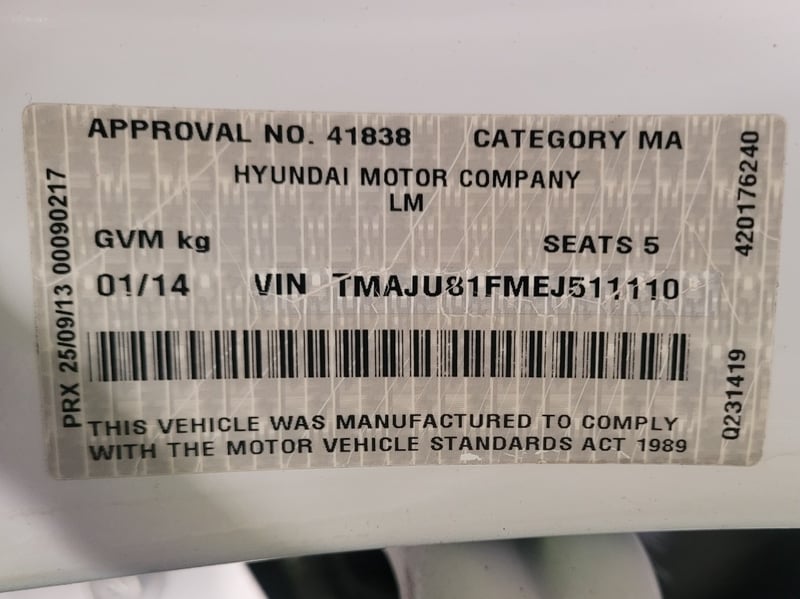 APPROVAL NO. 41838 CATEGORY MA
HYUNDAI MOTOR COMPANY
LM
GVM kg SEATS 5
01/14 VIN TMAJU81FMEJ511110
THIS VEHICLE WAS MANUFACTURED TO COMPLY
WITH THE MOTOR VEHICLE STANDARDS ACT 1989
PRX 25/09/13 00090217
420176240
Q231419